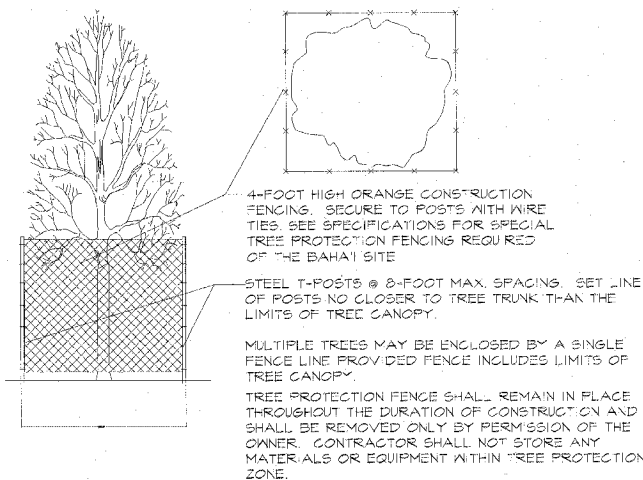 4-FOOT HIGH ORANGE CONSTRUCTION
FENCING. SECURE TO POSTS WITH WIRE
TIES. SEE SPECIFICATIONS FOR SPECIAL
TREE PROTECTION FENCING REQUIRED
OF THE BAHA'I SITE
STEEL T-POSTS @ 8-FOOT MAX. SPACING. SET LINE
OF POSTS NO CLOSER TO TREE TRUNK THAN THE
LIMITS OF TREE CANOPY.
MULTIPLE TREES MAY BE ENCLOSED BY A SINGLE
FENCE LINE PROVIDED FENCE INCLUDES LIMITS OF
TREE CANOPY.
TREE PROTECTION FENCE SHALL REMAIN IN PLACE
THROUGHOUT THE DURATION OF CONSTRUCTION AND
SHALL BE REMOVED ONLY BY PERMISSION OF THE
OWNER. CONTRACTOR SHALL NOT STORE ANY
MATERIALS OR EQUIPMENT WITHIN TREE PROTECTION
ZONE.